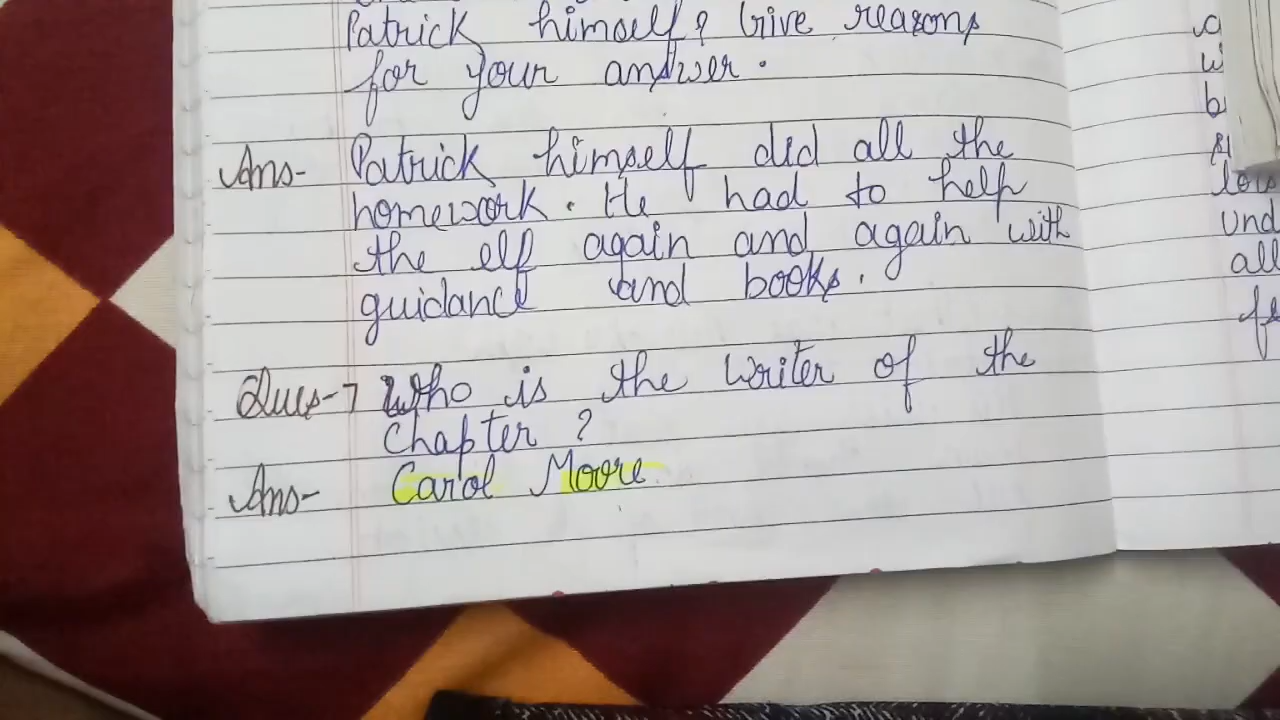 Patrick himself? Give reasons
for your answer.
Ans- Patrick himself did all the
homework. He had to help
the elf again and again with
guidance and books.
Ques-7 Who is the writer of the
chapter ?
Ans- Carol Moore
b
und
all